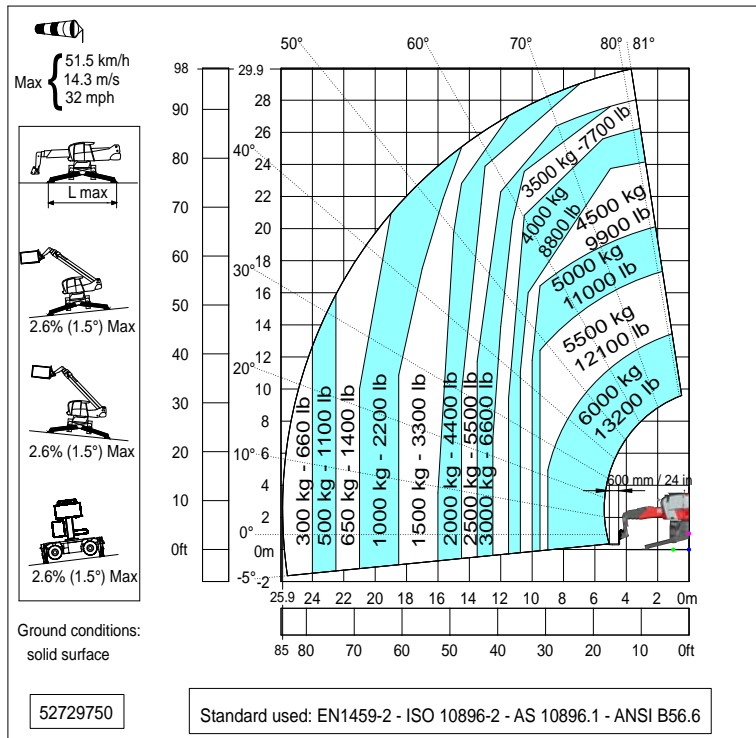 Max { 51.5 km/h
14.3 m/s
32 mph
L max
2.6% (1.5°) Max
2.6% (1.5°) Max
2.6% (1.5°) Max
Ground conditions:
solid surface
52729750
98
90
80
70
60
50
40
30
20
10
0ft
29.9
28
26
24
22
20
18
16
14
12
10
8
6
4
2
0m
-2
50°
60°
70°
80°
81°
40°
30°
20°
10°
0°
-5°
300 kg - 660 lb
500 kg - 1100 lb
650 kg - 1400 lb
1000 kg - 2200 lb
1500 kg - 3300 lb
2000 kg - 4400 lb
2500 kg - 5500 lb
3000 kg - 6600 lb
3500 kg -7700 lb
4000 kg
8800 lb
4500 kg
9900 lb
5000 kg
11000 lb
5500 kg
12100 lb
6000 kg
13200 lb
600 mm / 24 in
25.9 24 22 20 18 16 14 12 10 8 6 4 2 0m
85 80 70 60 50 40 30 20 10 0ft
Standard used: EN1459-2 - ISO 10896-2 - AS 10896.1 - ANSI B56.6